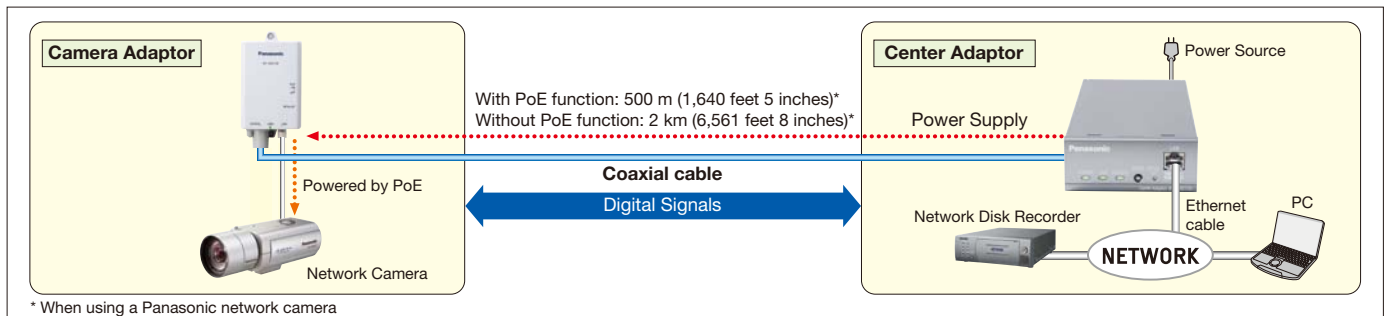 Camera Adaptor
Panasonic
Powered by PoE
Panasonic
Network Camera
With PoE function: 500 m (1,640 feet 5 inches)*
Without PoE function: 2 km (6,561 feet 8 inches)*
Power Supply
Coaxial cable
Digital Signals
Center Adaptor
Power Source
Panasonic
Ethernet
cable
PC
Network Disk Recorder
NETWORK
* When using a Panasonic network camera